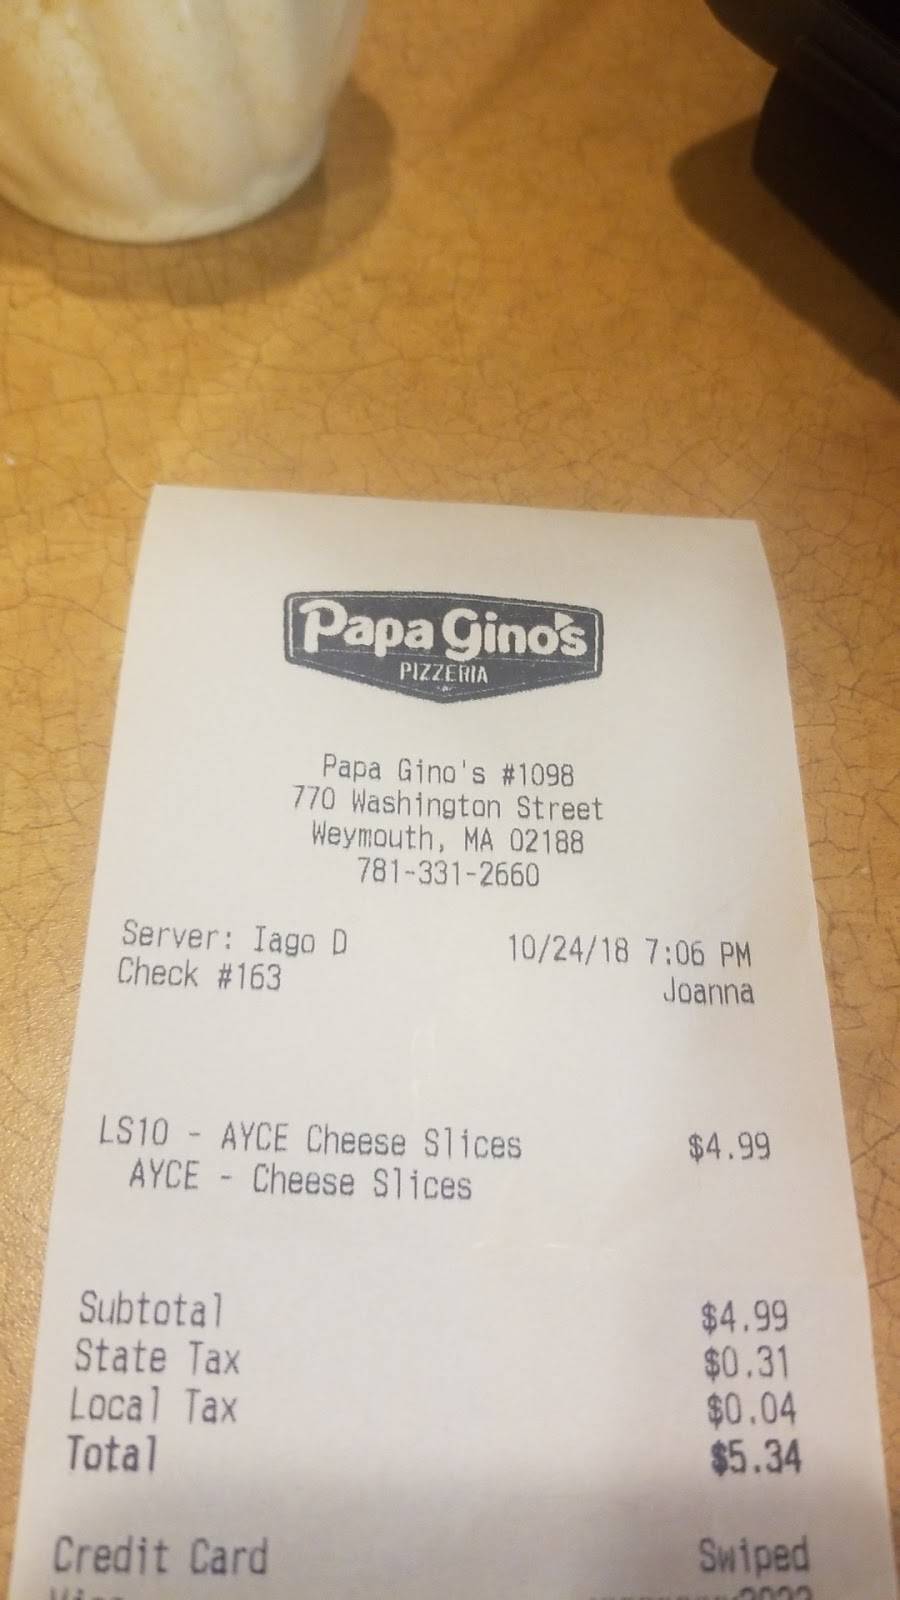 Papa Gino's
PIZZERIA
Papa Gino's #1098
770 Washington Street
Weymouth, MA 02188
781-331-2660
Server: Iago D 10/24/18 7:06 PM
Check #163 Joanna
LS10 - AYCE Cheese Slices $4.99
AYCE - Cheese Slices
Subtotal $4.99
State Tax $0.31
Local Tax $0.04
Total $5.34
Credit Card Swiped